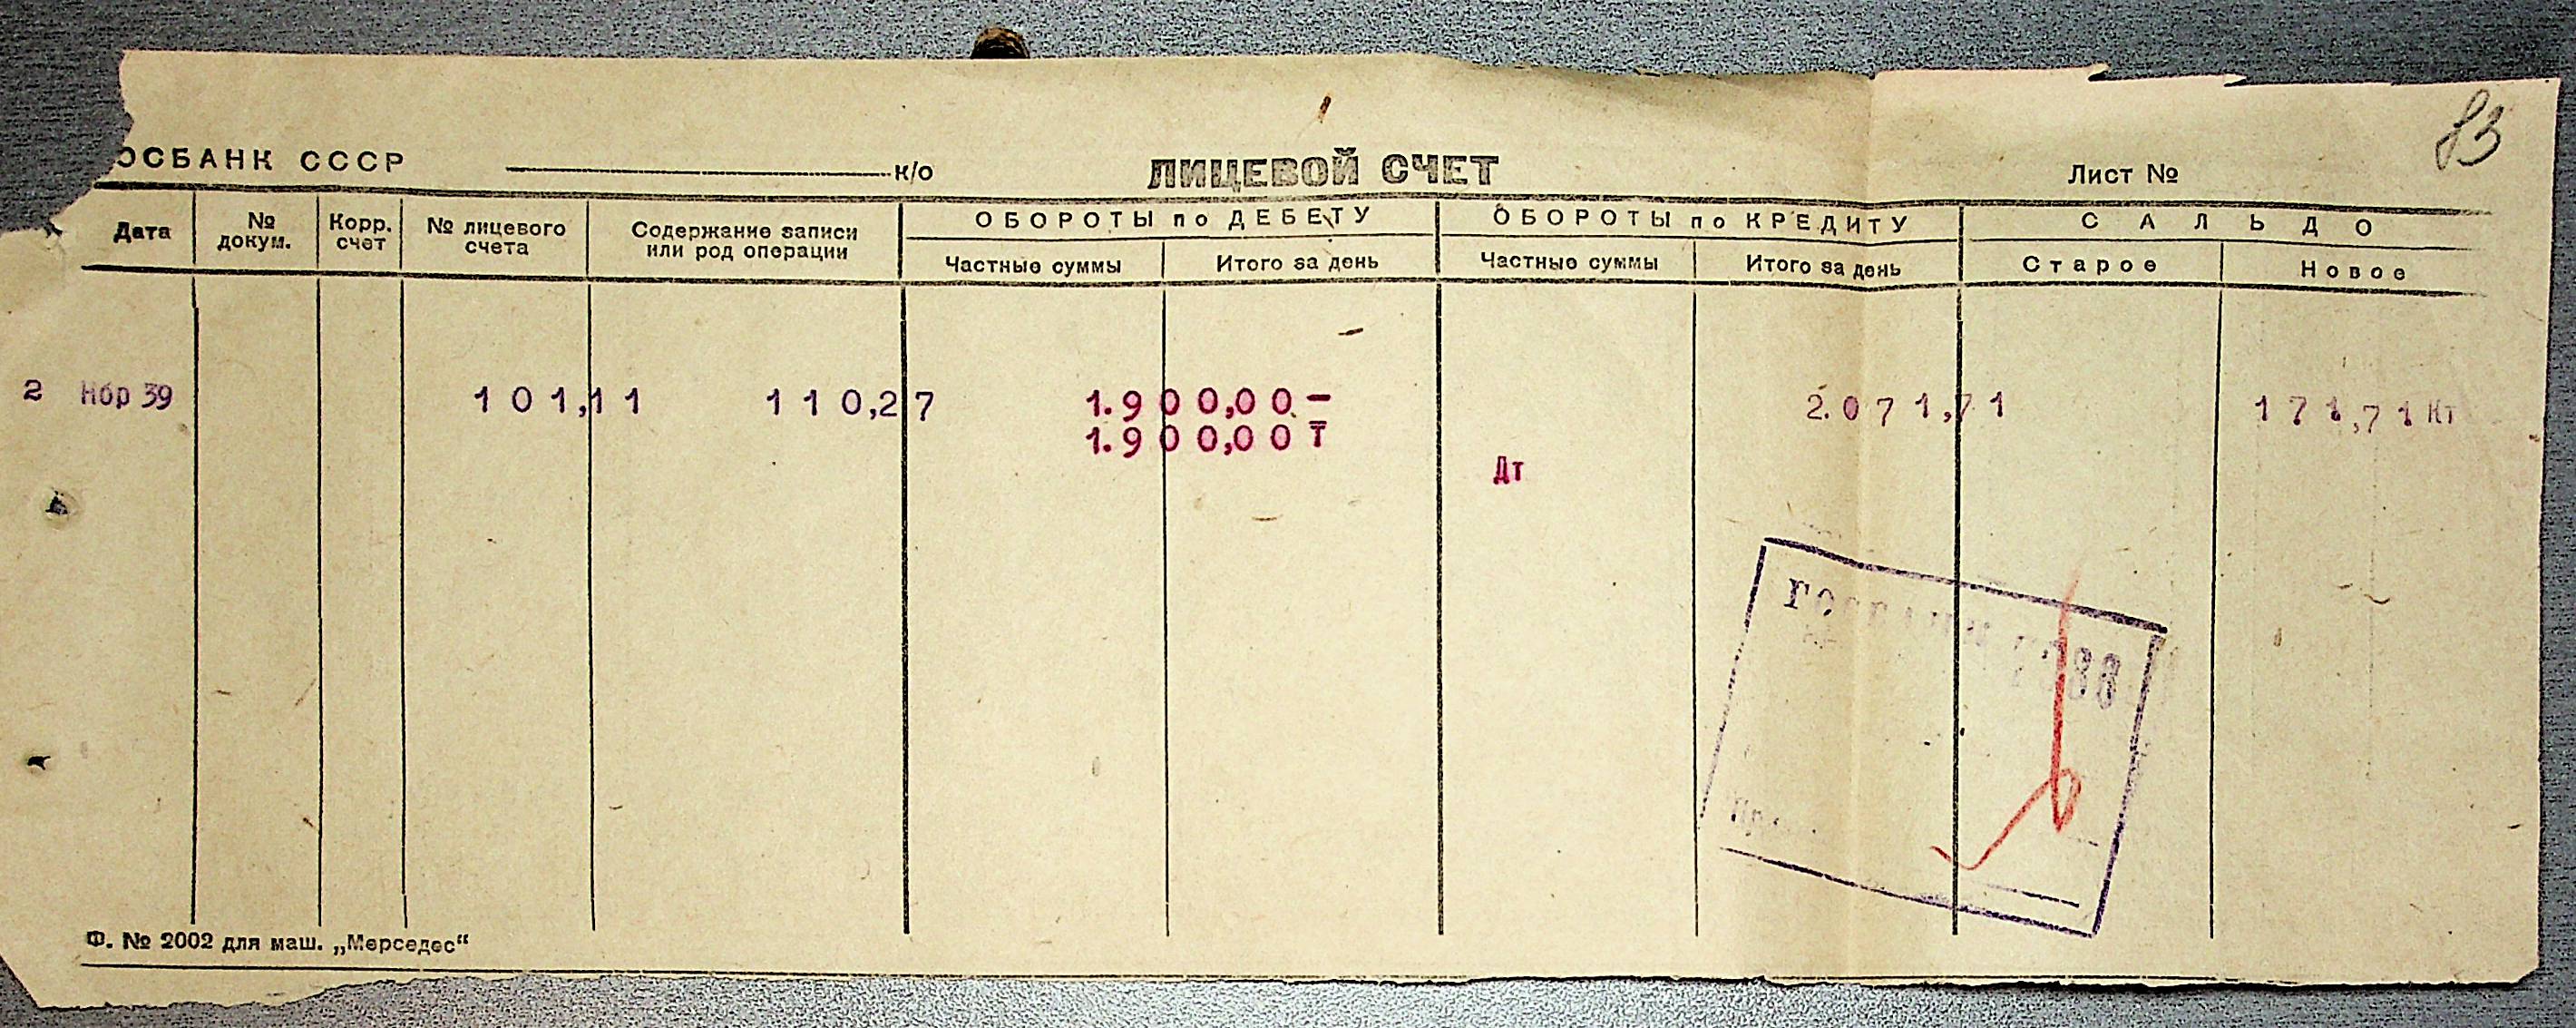 83
ОСБАНК СССР к/о ЛИЦЕВОЙ СЧЕТ Лист №
Дата № докум. Корр. счет № лицевого счета Содержание записи или род операции ОБОРОТЫ по ДЕБЕТУ ОБОРОТЫ по КРЕДИТУ САЛЬДО
Частные суммы Итого за день Частные суммы Итого за день Старое Новое
2 Нбр 39 101,11 110,27 1.900,00 – 2.071,71 171,71 Кт
1.900,00 Т
Дт
Ф. № 2002 для маш. „Мерседес“